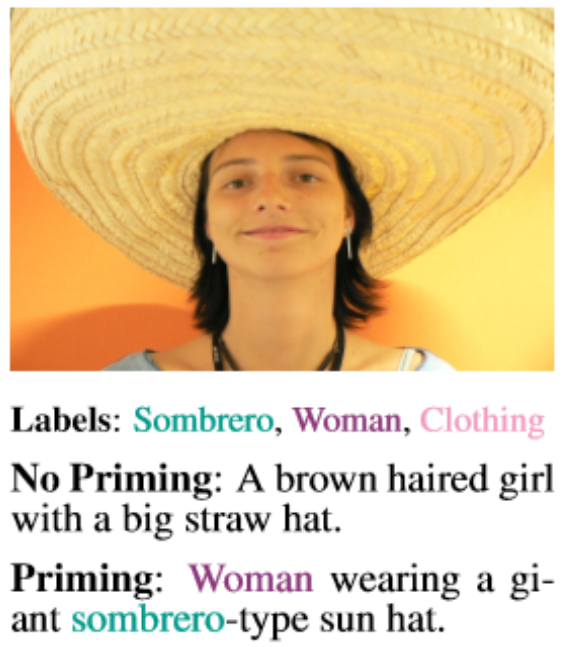 Labels: Sombrero, Woman, Clothing
No Priming: A brown haired girl
with a big straw hat.
Priming: Woman wearing a gi-
ant sombrero-type sun hat.